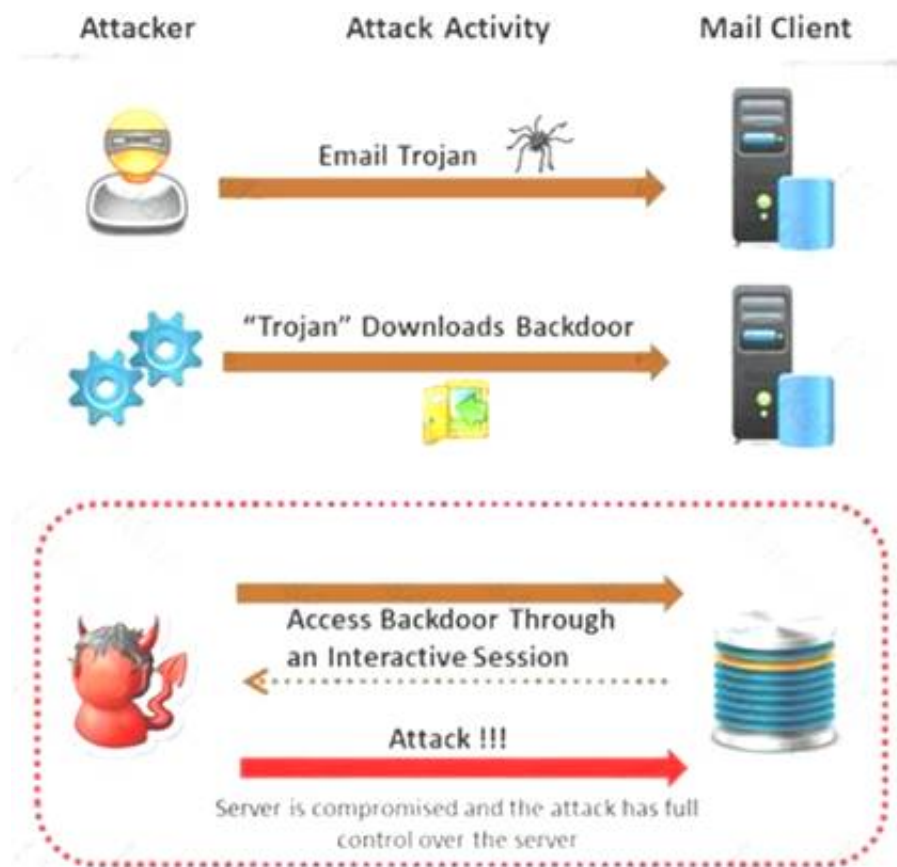 Attacker Attack Activity Mail Client
Email Trojan
“Trojan” Downloads Backdoor
Access Backdoor Through
an Interactive Session
Attack !!!
Server is compromised and the attack has full
control over the server